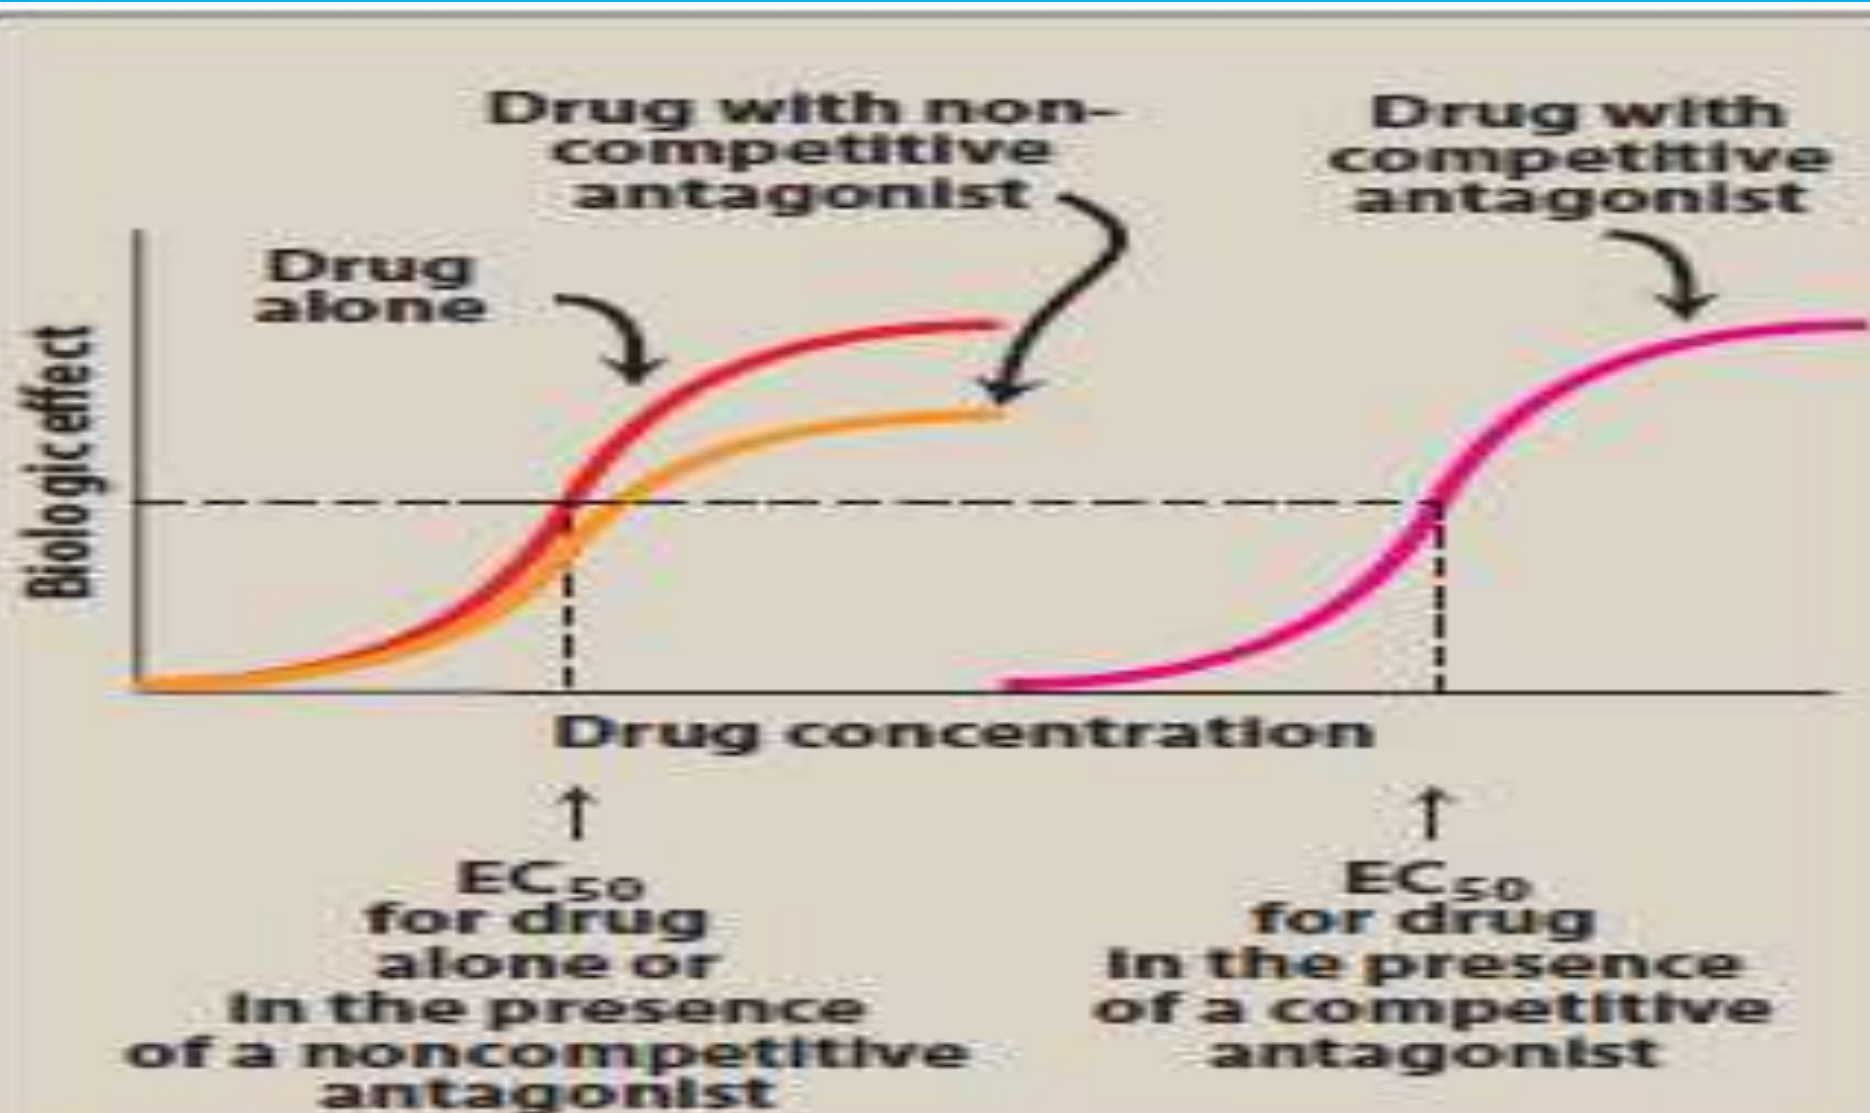 Drug with non-
competitive
antagonist
Drug with
competitive
antagonist
Drug
alone
Biologic effect
Drug concentration
EC50
for drug
alone or
in the presence
of a noncompetitive
antagonist
EC50
for drug
in the presence
of a competitive
antagonist